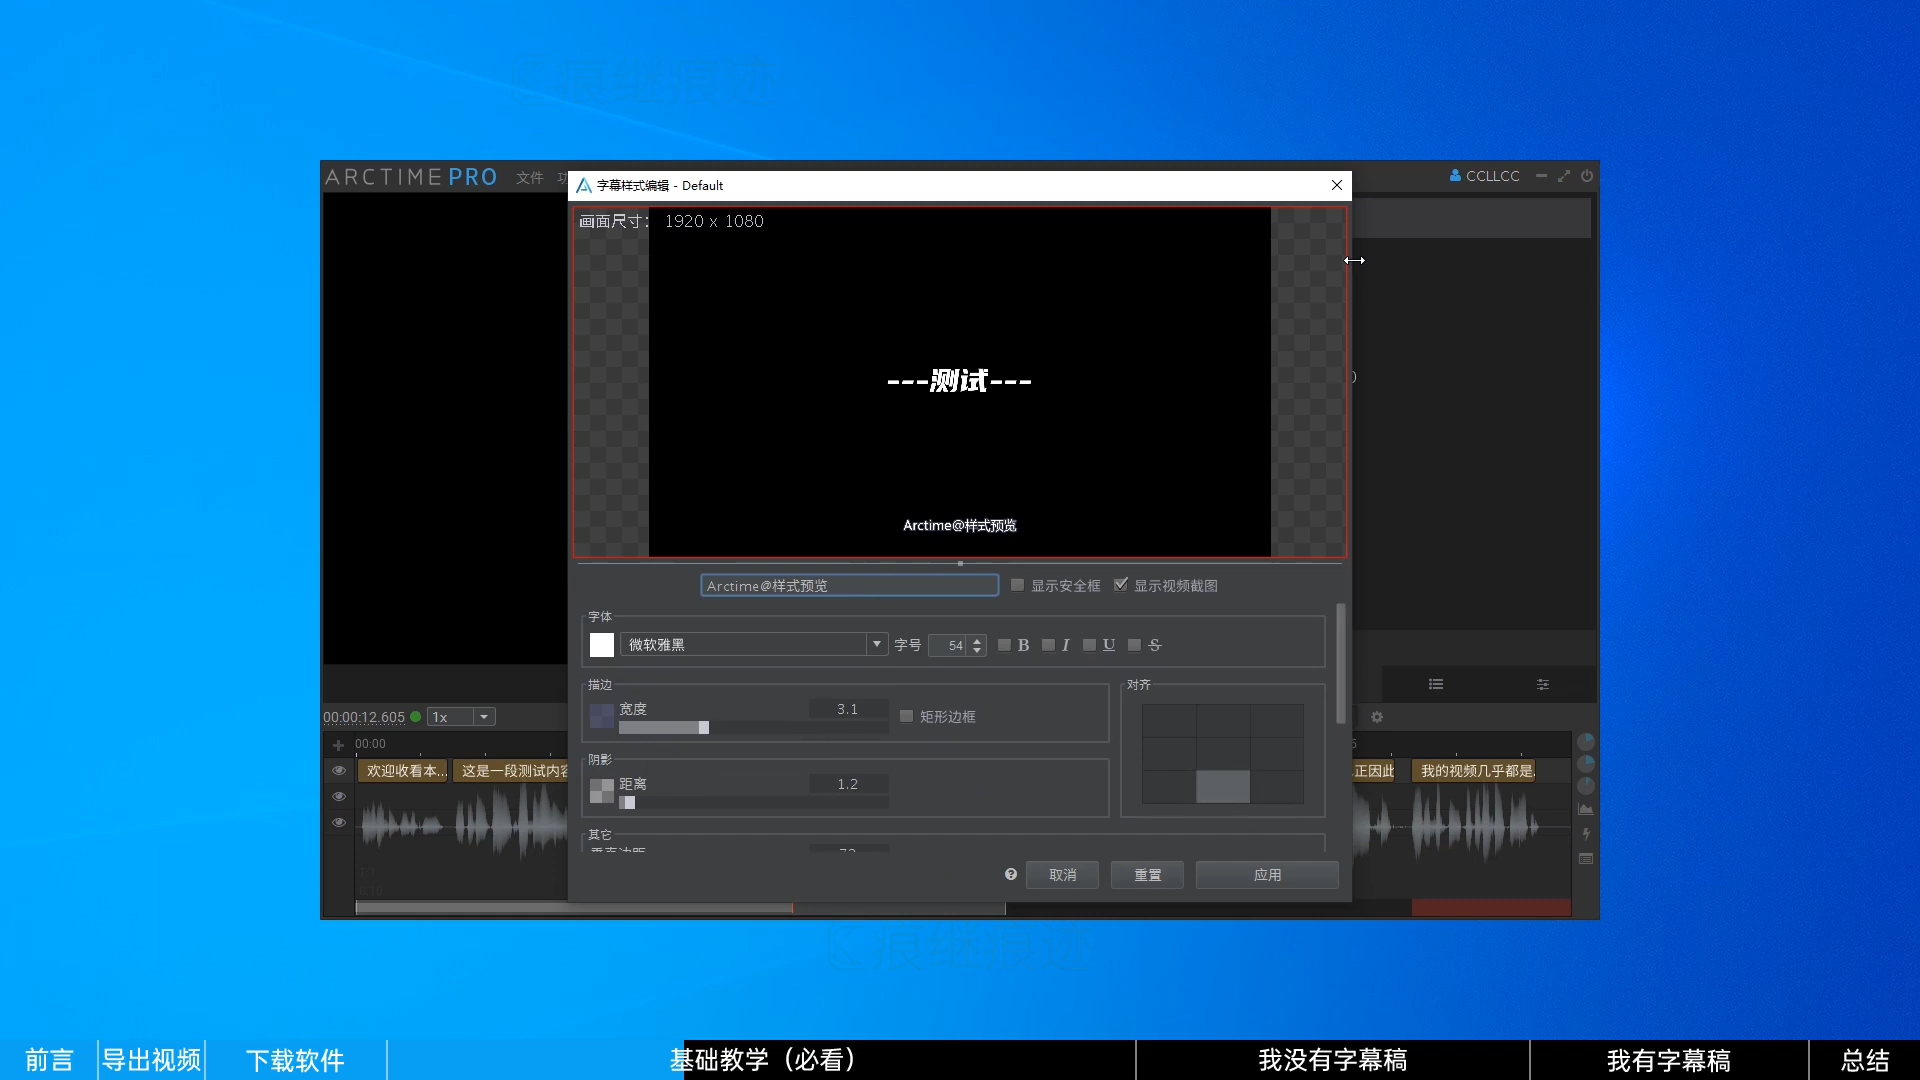 ARCTIME PRO
文件
字幕样式编辑 - Default
CCLLCC
画面尺寸: 1920 x 1080
---测试---
Arctime@样式预览
Arctime@样式预览
显示安全框
显示视频截图
字体
微软雅黑
字号
54
B
I
U
S
描边
宽度
3.1
矩形边框
对齐
阴影
距离
1.2
其它
取消
重置
应用
00:00:12.605
1x
00:00
欢迎收看本...
这是一段测试内容
正因此
我的视频几乎都是.
前言
导出视频
下载软件
基础教学（必看）
我没有字幕稿
我有字幕稿
总结